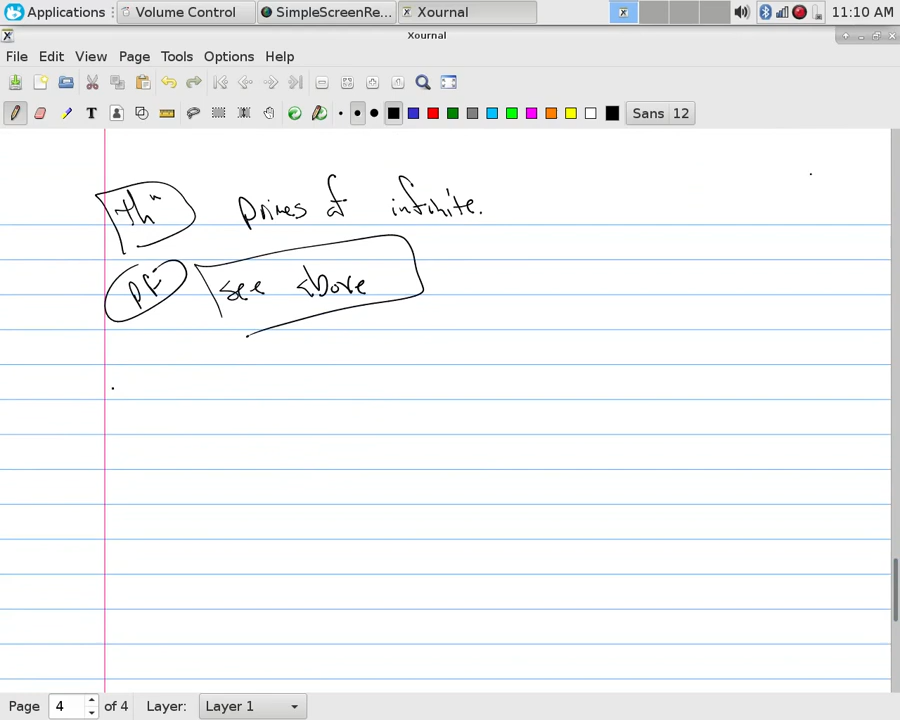 Applications
Volume Control
SimpleScreenRe...
Xournal
11:10 AM
Xournal
File Edit View Page Tools Options Help
Sans 12
thm primes infinite.
pf see above
Page 4 of 4 Layer: Layer 1